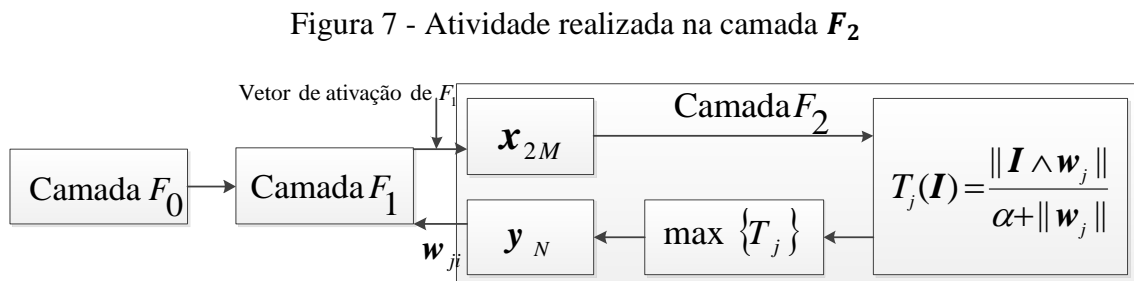 Figura 7 - Atividade realizada na camada F₂
Vetor de ativação de F₁
Camada F₀
Camada F₁
x₂M
Camada F₂
T_j(I) = ||I ∧ w_j|| / α + ||w_j||
max {T_j}
y_N
w_ji